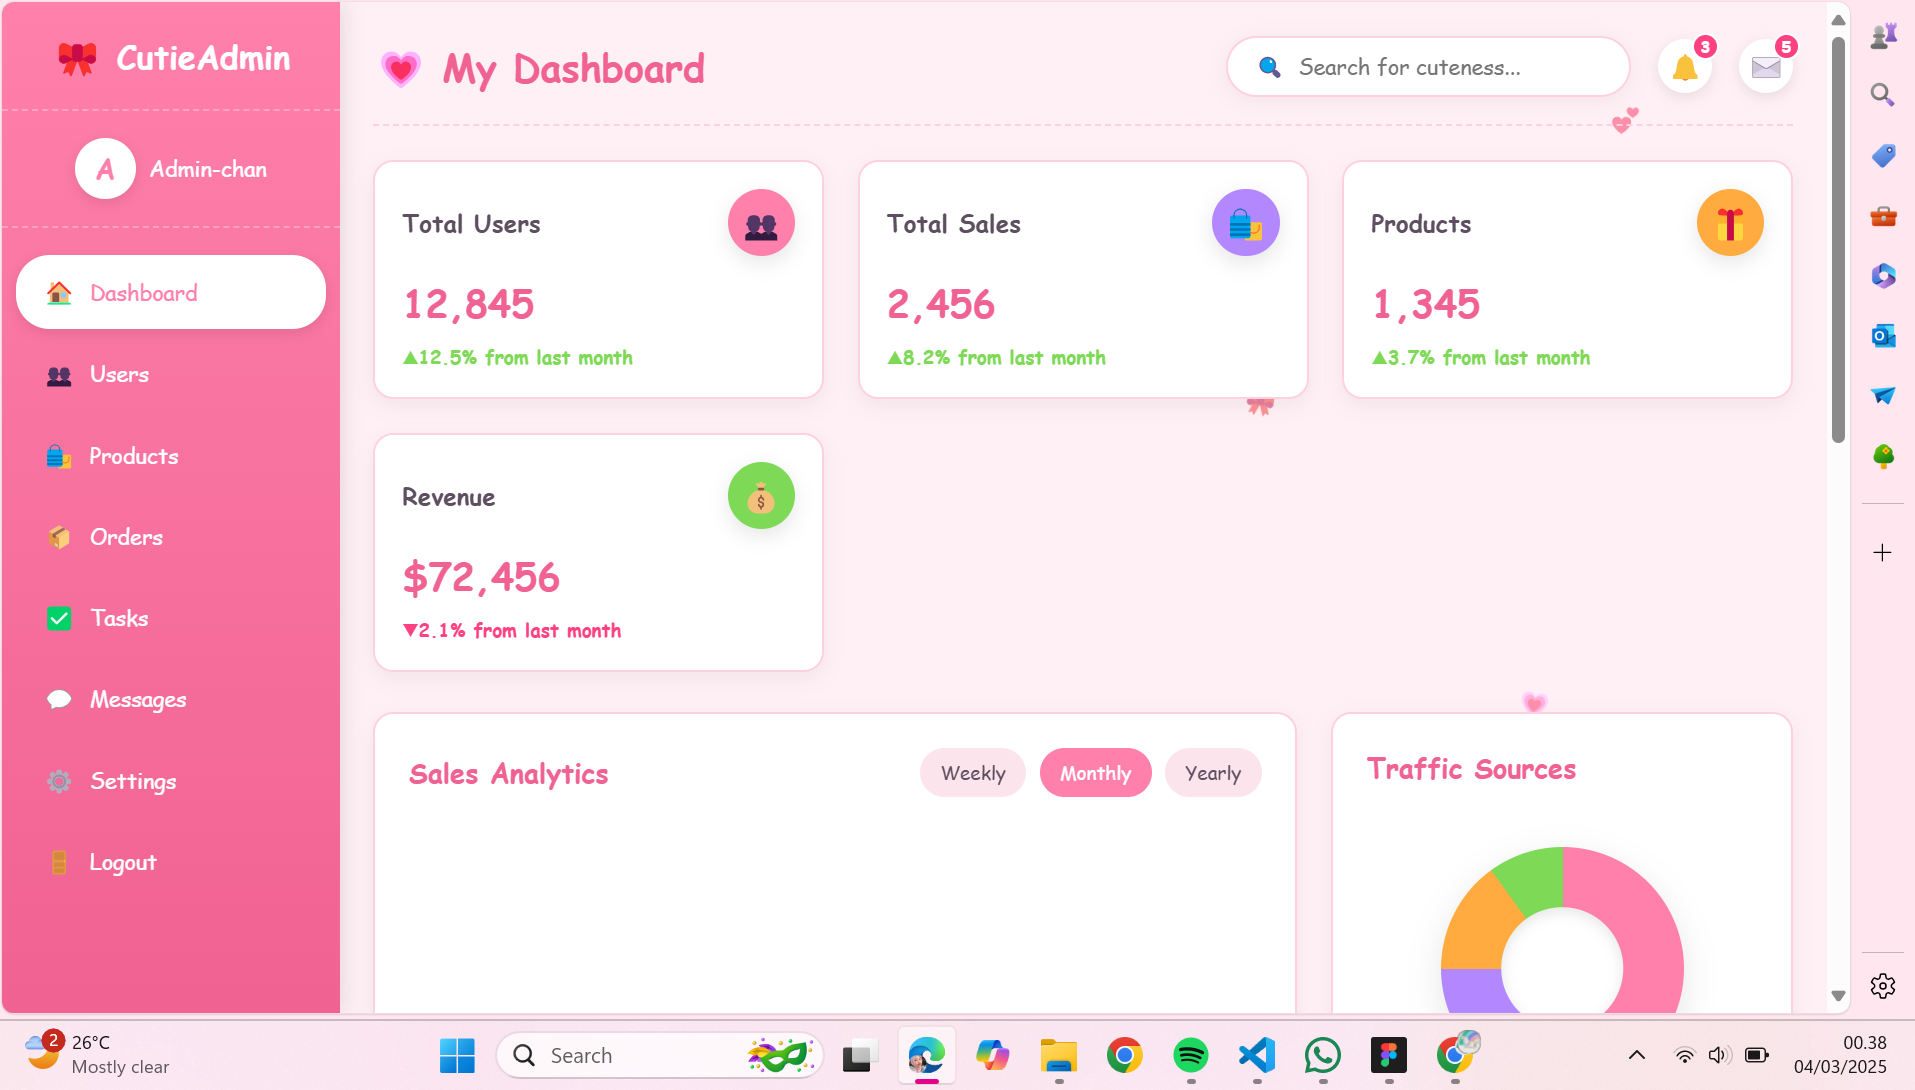 CutieAdmin
A
Admin-chan
Dashboard
Users
Products
Orders
Tasks
Messages
Settings
Logout
My Dashboard
Search for cuteness...
3
5
Total Users
12,845
▲12.5% from last month
Total Sales
2,456
▲8.2% from last month
Products
1,345
▲3.7% from last month
Revenue
$72,456
▼2.1% from last month
Sales Analytics
Weekly
Monthly
Yearly
Traffic Sources
2
26°C
Mostly clear
Search
00.38
04/03/2025